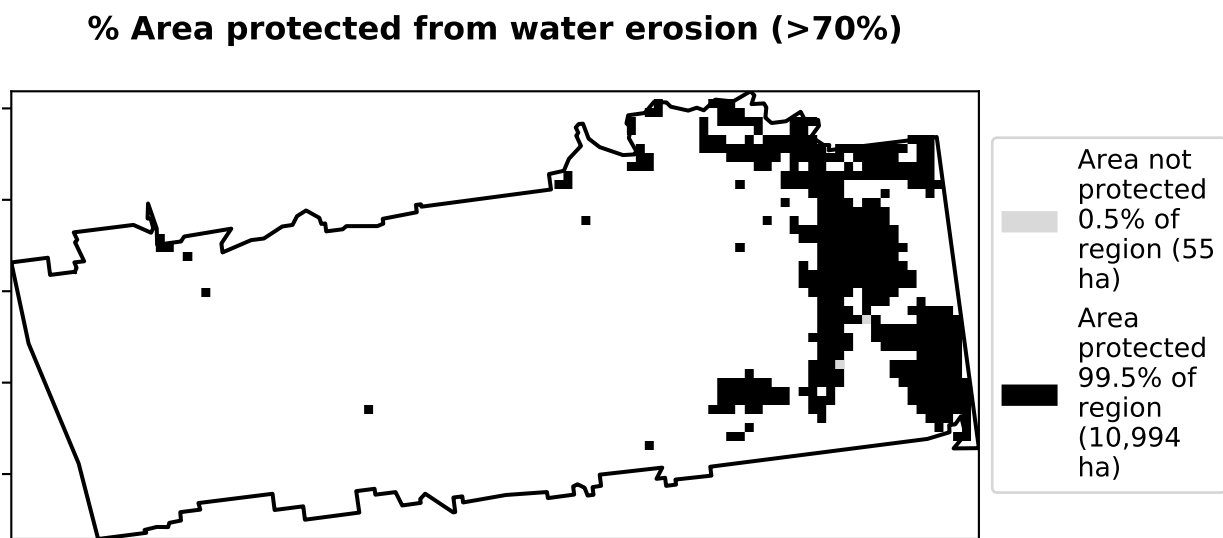 % Area protected from water erosion (>70%)
Area not
protected
0.5% of
region (55
ha)
Area
protected
99.5% of
region
(10,994
ha)